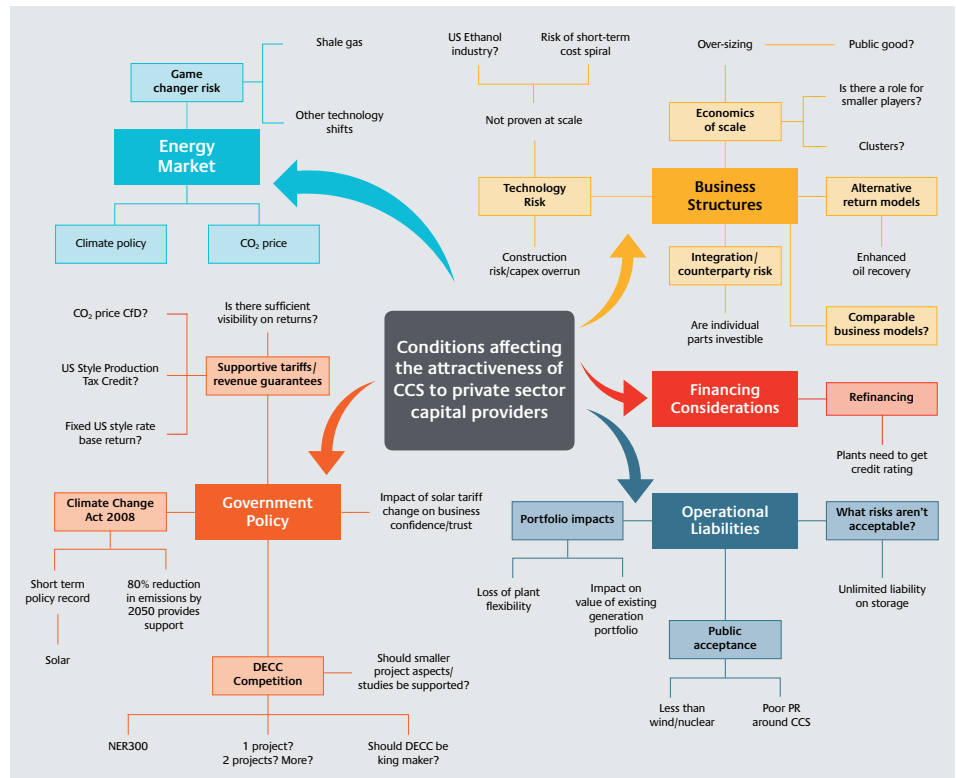 Shale gas
Game
changer risk
Other technology
shifts
Energy
Market
Climate policy
CO₂ price
US Ethanol
industry?
Risk of short-term
cost spiral
Not proven at scale
Technology
Risk
Construction
risk/capex overrun
Over-sizing
Public good?
Economics
of scale
Is there a role for
smaller players?
Clusters?
Business
Structures
Alternative
return models
Enhanced
oil recovery
Integration/
counterparty risk
Are individual
parts investible
Comparable
business models?
Conditions affecting
the attractiveness of
CCS to private sector
capital providers
CO₂ price CfD?
Is there sufficient
visibility on returns?
US Style Production
Tax Credit?
Supportive tariffs/
revenue guarantees
Fixed US style rate
base return?
Financing
Considerations
Refinancing
Plants need to get
credit rating
Climate Change
Act 2008
Government
Policy
Impact of solar tariff
change on business
confidence/trust
Short term
policy record
80% reduction
in emissions by
2050 provides
support
Solar
DECC
Competition
Should smaller
project aspects/
studies be supported?
NER300
1 project?
2 projects? More?
Should DECC be
king maker?
Portfolio impacts
Operational
Liabilities
What risks aren't
acceptable?
Loss of plant
flexibility
Impact on
value of existing
generation
portfolio
Unlimited liability
on storage
Public
acceptance
Less than
wind/nuclear
Poor PR
around CCS